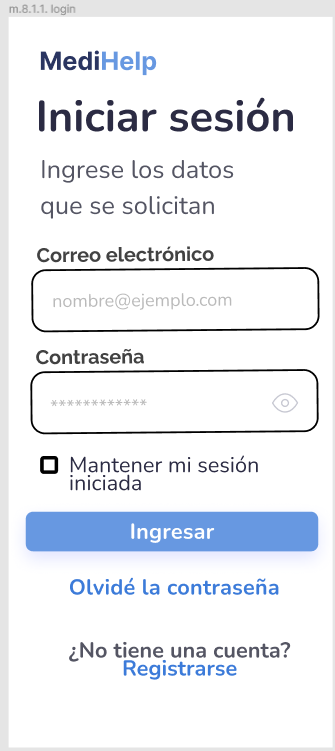 m.8.1.1. login
MediHelp
Iniciar sesión
Ingrese los datos
que se solicitan
Correo electrónico
nombre@ejemplo.com
Contraseña
************
Mantener mi sesión
iniciada
Ingresar
Olvidé la contraseña
¿No tiene una cuenta?
Registrarse